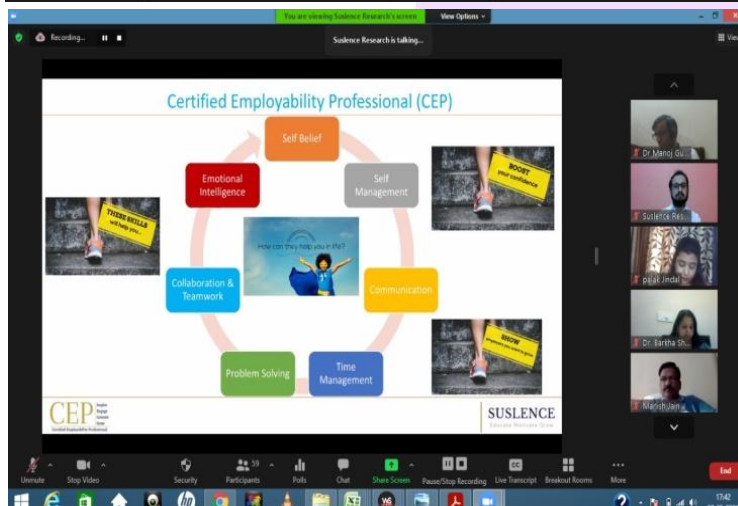 You are viewing Suslence Research's screen
View Options
Recording...
Suslence Research is talking...
View
Certified Employability Professional (CEP)
Self Belief
Emotional
Intelligence
Self
Management
BOOST
your confidence
THESE SKILLS
will help you...
How can they help you in life?
Collaboration &
Teamwork
Communication
SHOW
Problem Solving
Time
Management
CEP
Certified Employability Professional
SUSLENCE
Educate Motivate Grow
Dr Manoj Gu...
Suslence Res...
palak Jindal
Dr. Barkha Sh...
Manish Jain
Unmute
Stop Video
Security
59
Participants
Polls
Chat
Share Screen
Pause/Stop Recording
CC
Live Transcript
Breakout Rooms
More
End
17:42